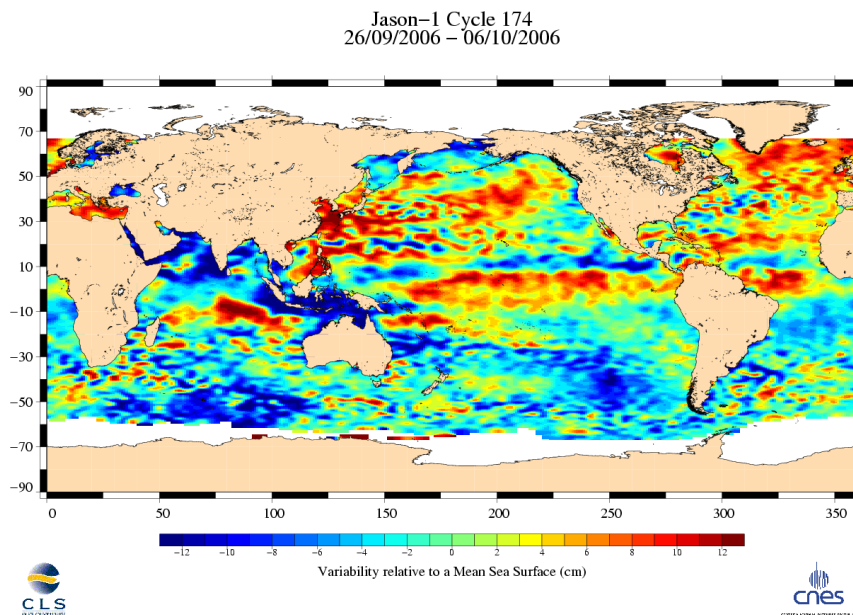 Jason−1 Cycle 174
26/09/2006 − 06/10/2006
90
70
50
30
10
−10
−30
−50
−70
−90
0 50 100 150 200 250 300 350
−12 −10 −8 −6 −4 −2 0 2 4 6 8 10 12
Variability relative to a Mean Sea Surface (cm)
CLS
cnes